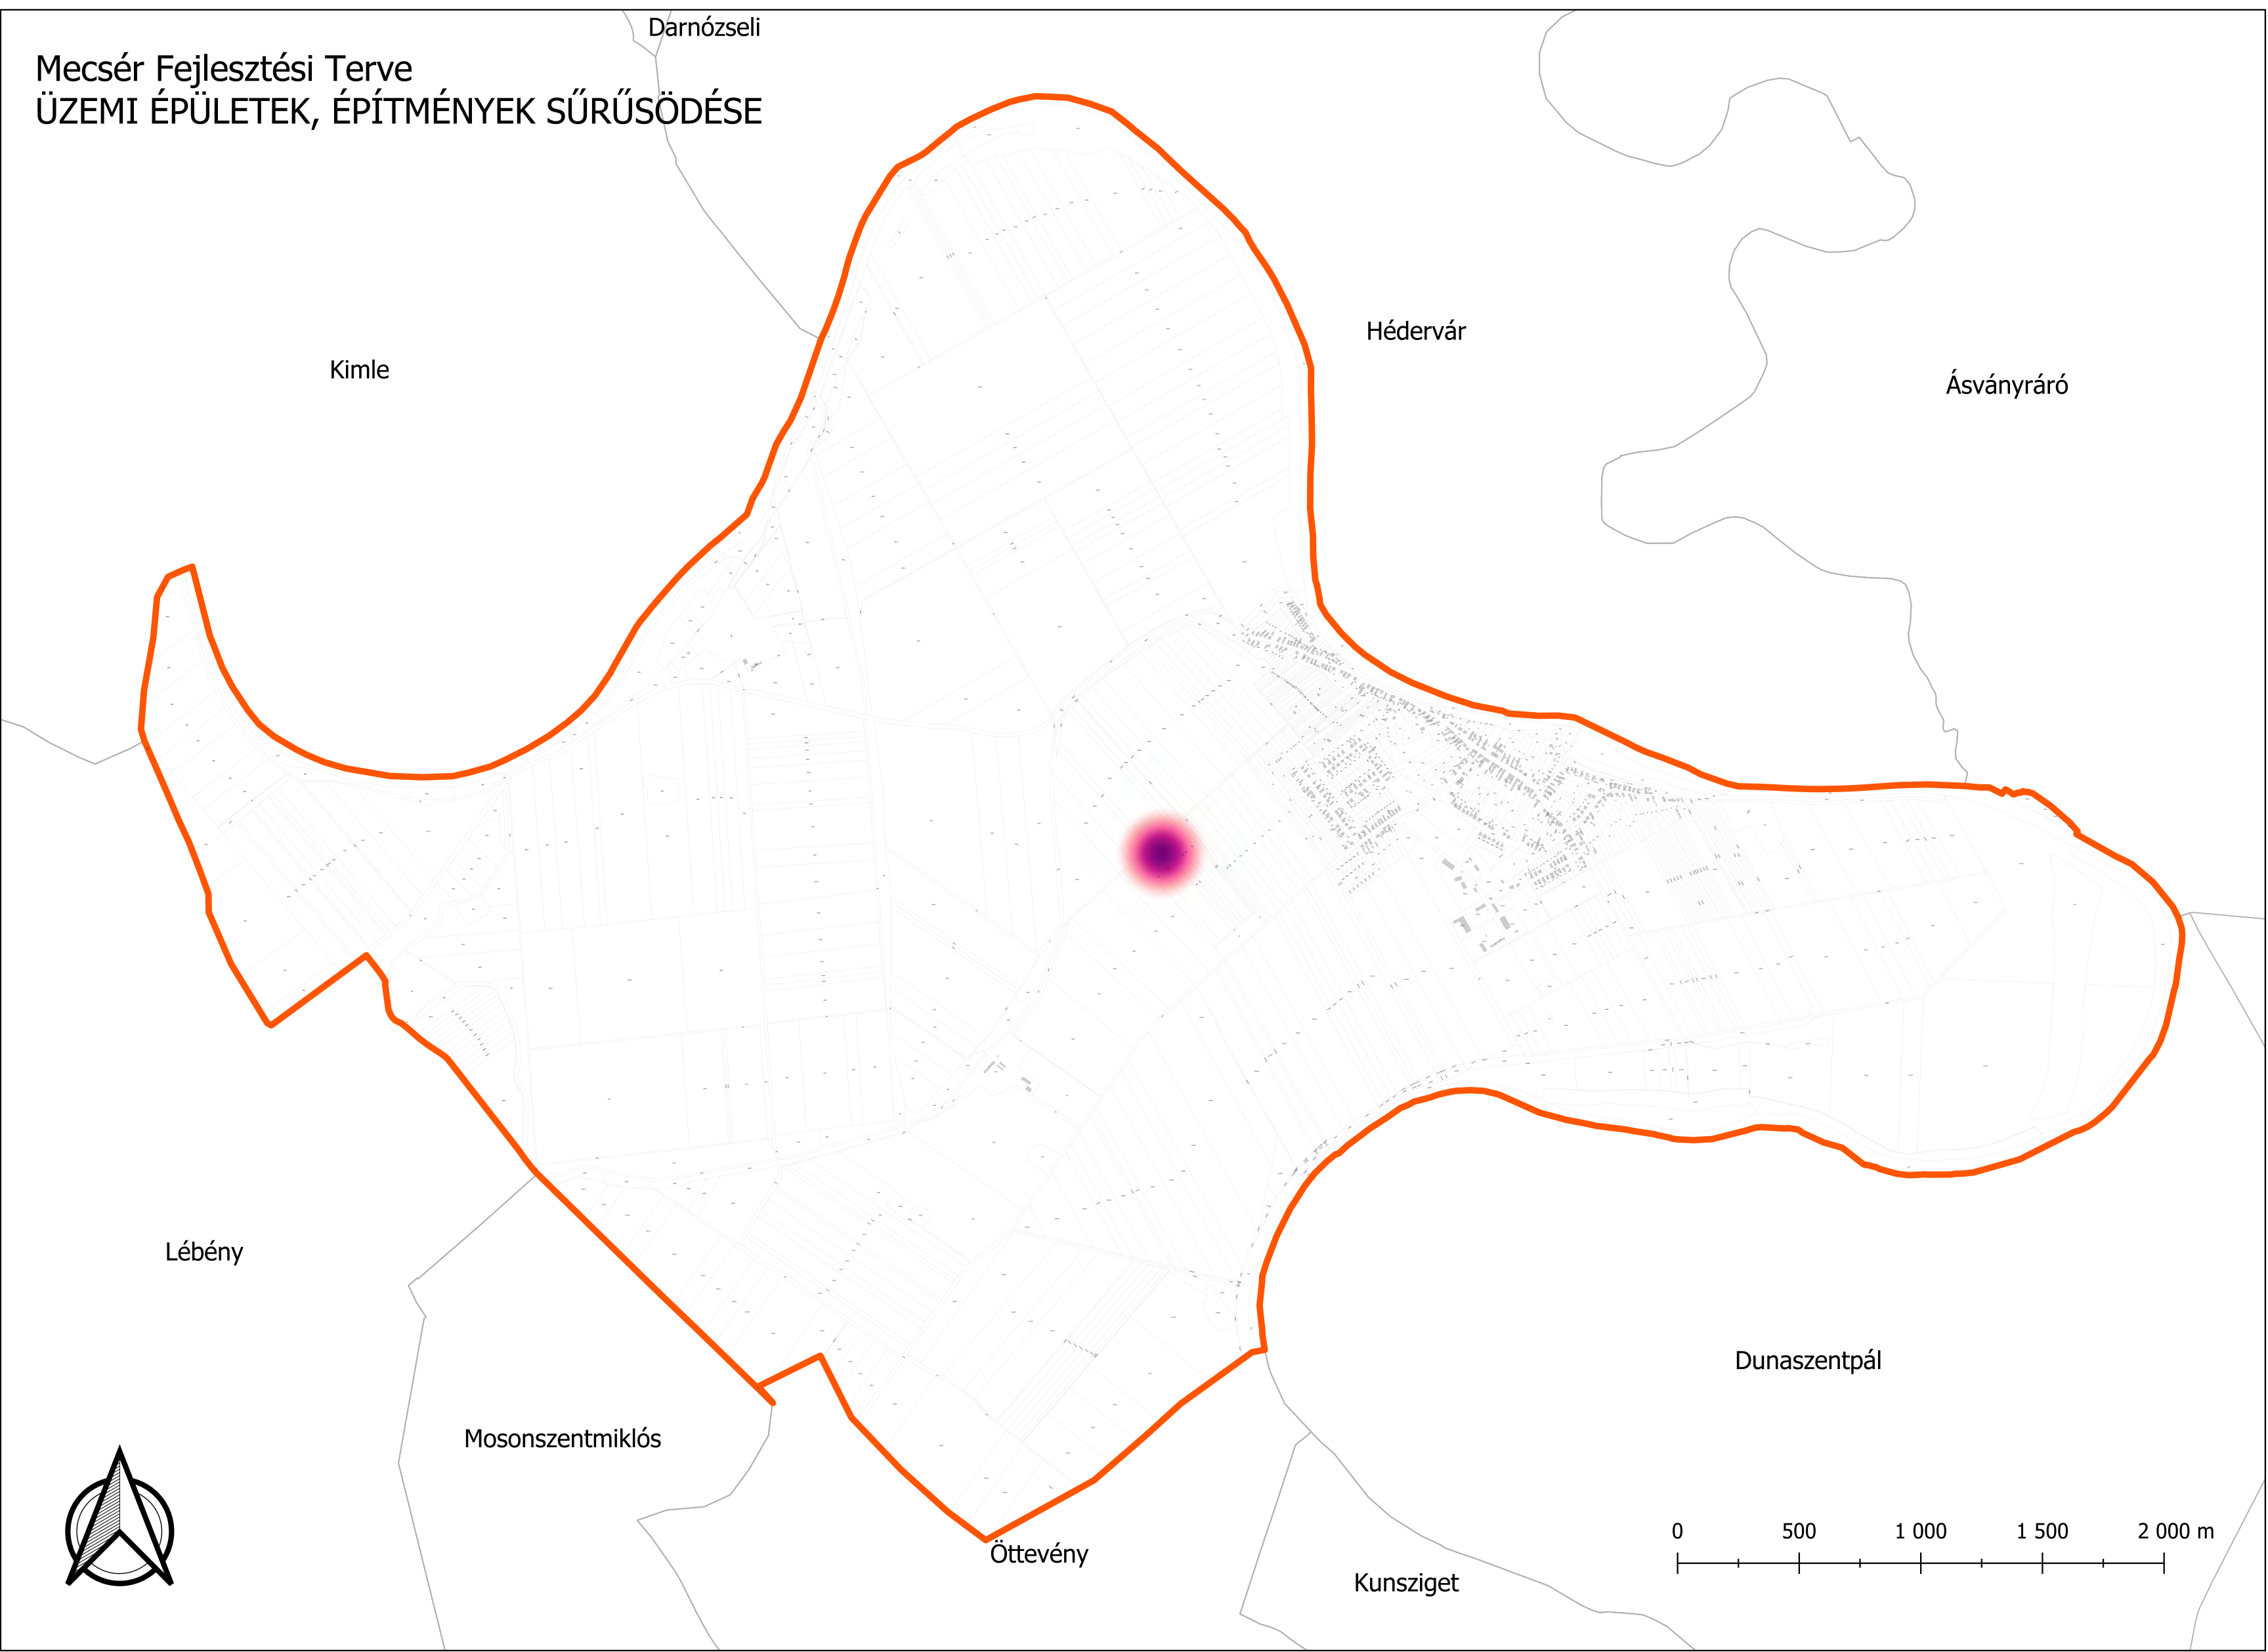 Darnózseli
Mecsér Fejlesztési Terve
ÜZEMI ÉPÜLETEK, ÉPÍTMÉNYEK SŰRŰSÖDÉSE
Hédervár
Kimle
Ásványráró
Lébény
Dunaszentpál
Mosonszentmiklós
0 500 1 000 1 500 2 000 m
Öttevény
Kunsziget